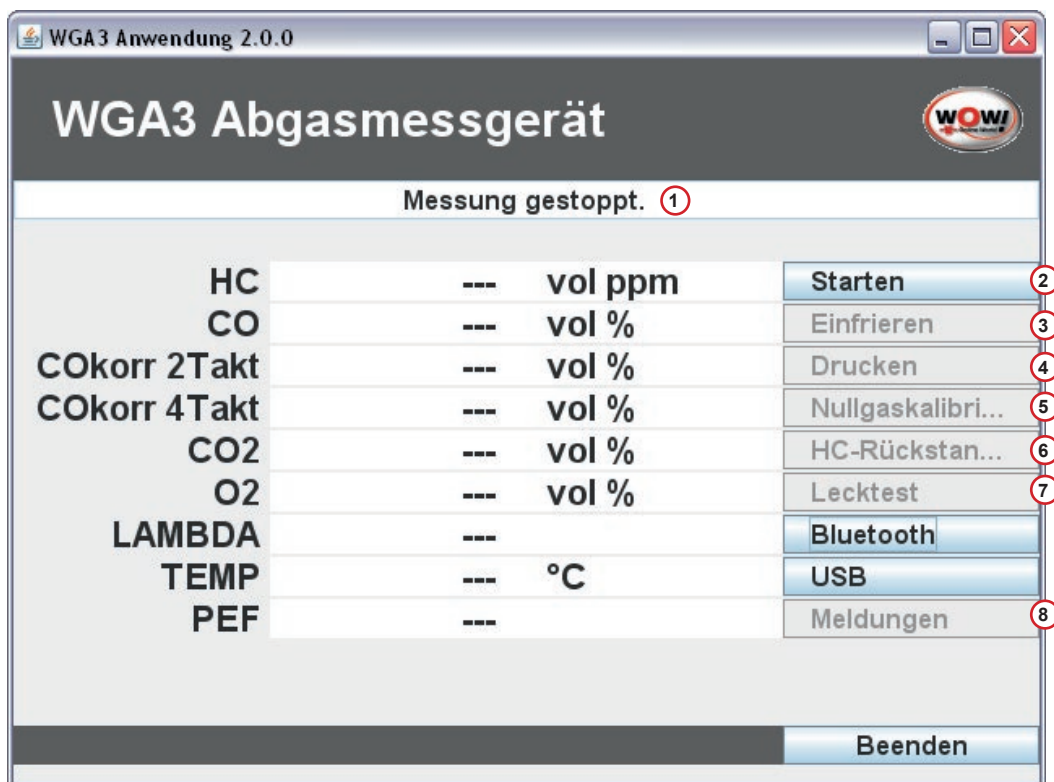 WGA3 Anwendung 2.0.0
WGA3 Abgasmessgerät
WOW!
Messung gestoppt. 1
HC --- vol ppm Starten 2
CO --- vol % Einfrieren 3
COkorr 2Takt --- vol % Drucken 4
COkorr 4Takt --- vol % Nullgaskalibri... 5
CO2 --- vol % HC-Rückstan... 6
O2 --- vol % Lecktest 7
LAMBDA --- Bluetooth
TEMP --- °C USB
PEF --- Meldungen 8
Beenden